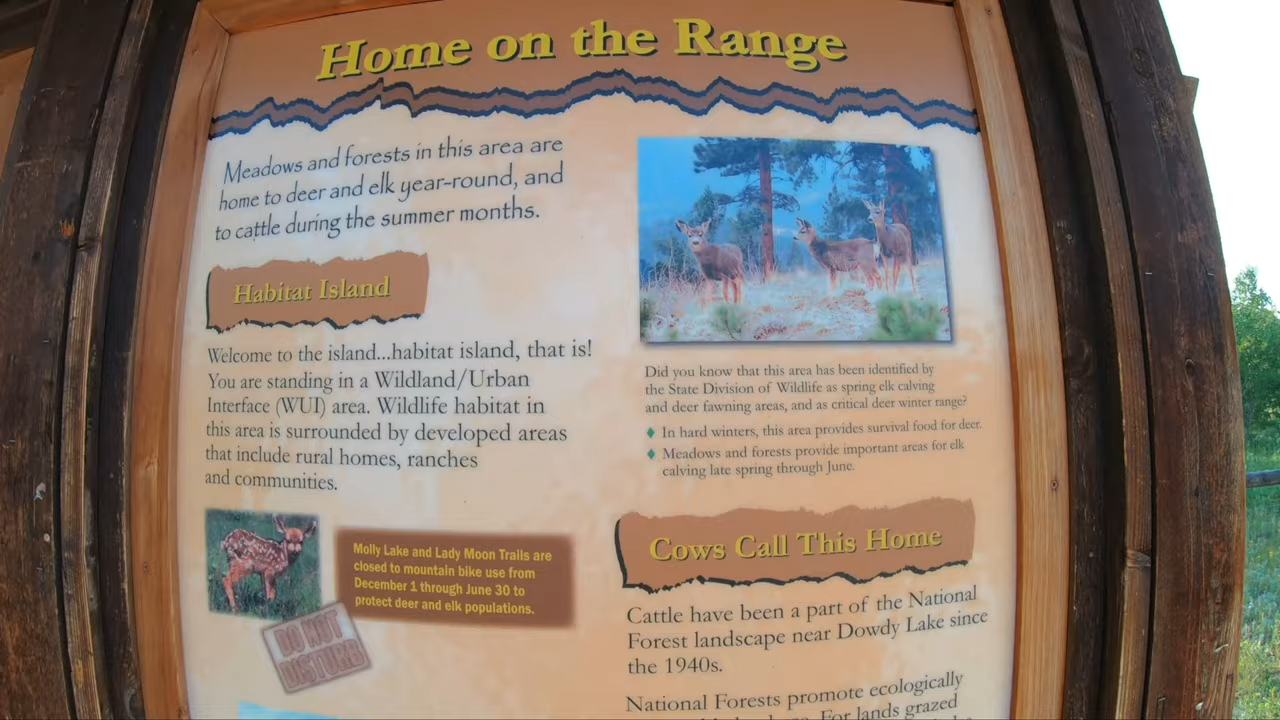 Home on the Range
Meadows and forests in this area are
home to deer and elk year-round, and
to cattle during the summer months.
Habitat Island
Welcome to the island...habitat island, that is!
You are standing in a Wildland/Urban
Interface (WUI) area. Wildlife habitat in
this area is surrounded by developed areas
that include rural homes, ranches
and communities.
Molly Lake and Lady Moon Trails are
closed to mountain bike use from
December 1 through June 30 to
protect deer and elk populations.
DO NOT
DISTURB
Did you know that this area has been identified by
the State Division of Wildlife as spring elk calving
and deer fawning areas, and as critical deer winter range?
In hard winters, this area provides survival food for deer.
Meadows and forests provide important areas for elk
calving late spring through June.
Cows Call This Home
Cattle have been a part of the National
Forest landscape near Dowdy Lake since
the 1940s.
National Forests promote ecologically
For lands grazed